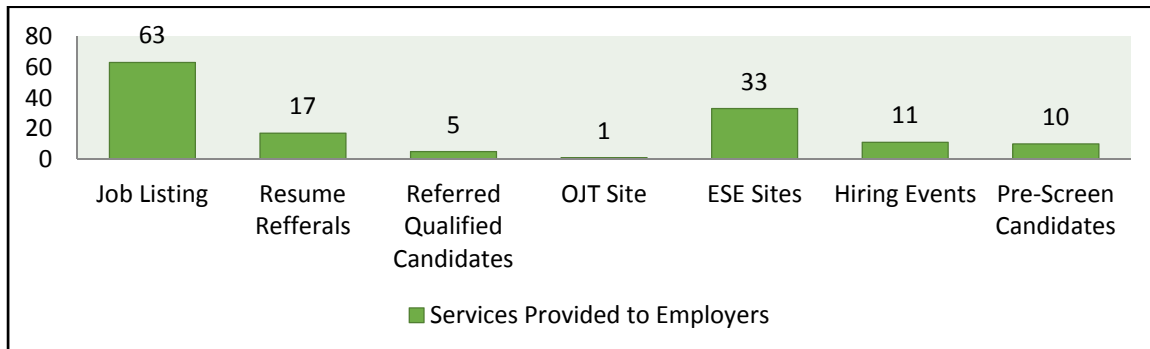 80
60
40
20
0
63
17
5
1
33
11
10
Job Listing
Resume
Refferals
Referred
Qualified
Candidates
OJT Site
ESE Sites
Hiring Events
Pre-Screen
Candidates
Services Provided to Employers